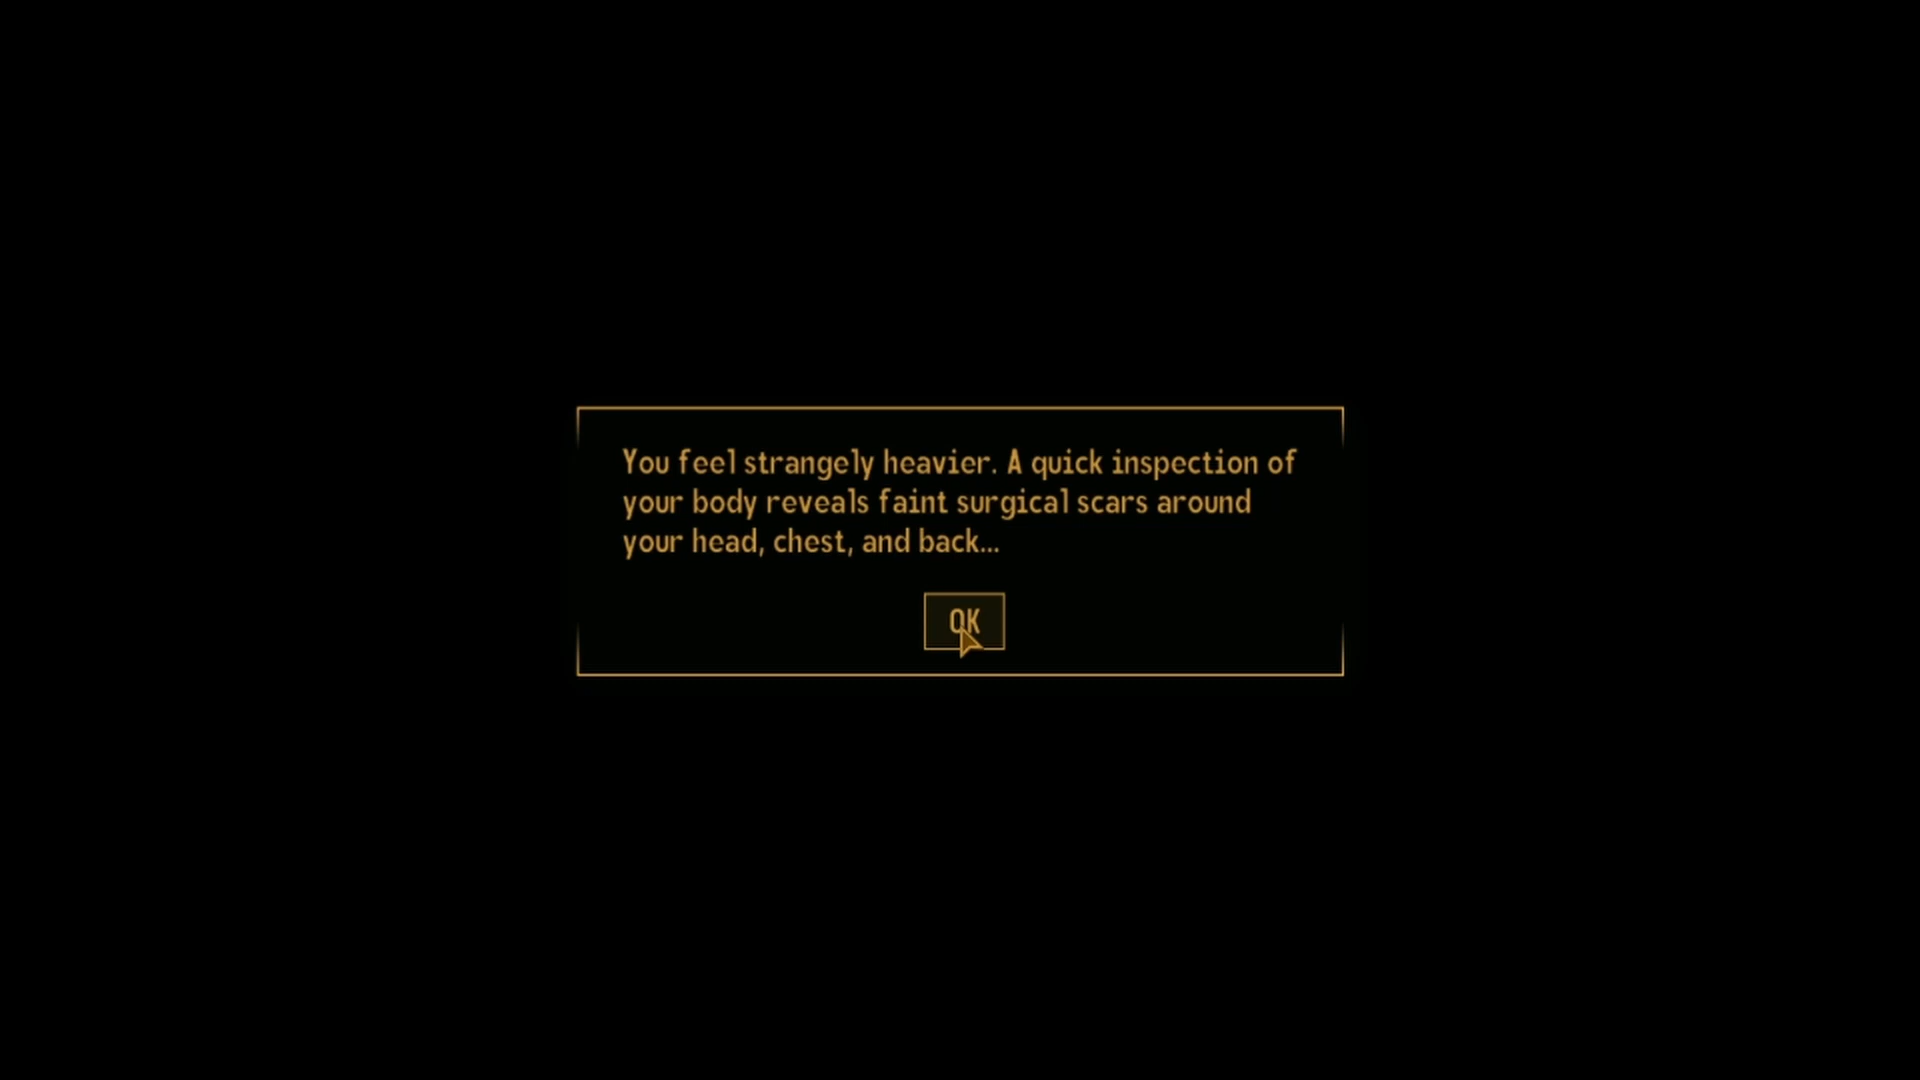 You feel strangely heavier. A quick inspection of
your body reveals faint surgical scars around
your head, chest, and back...
OK